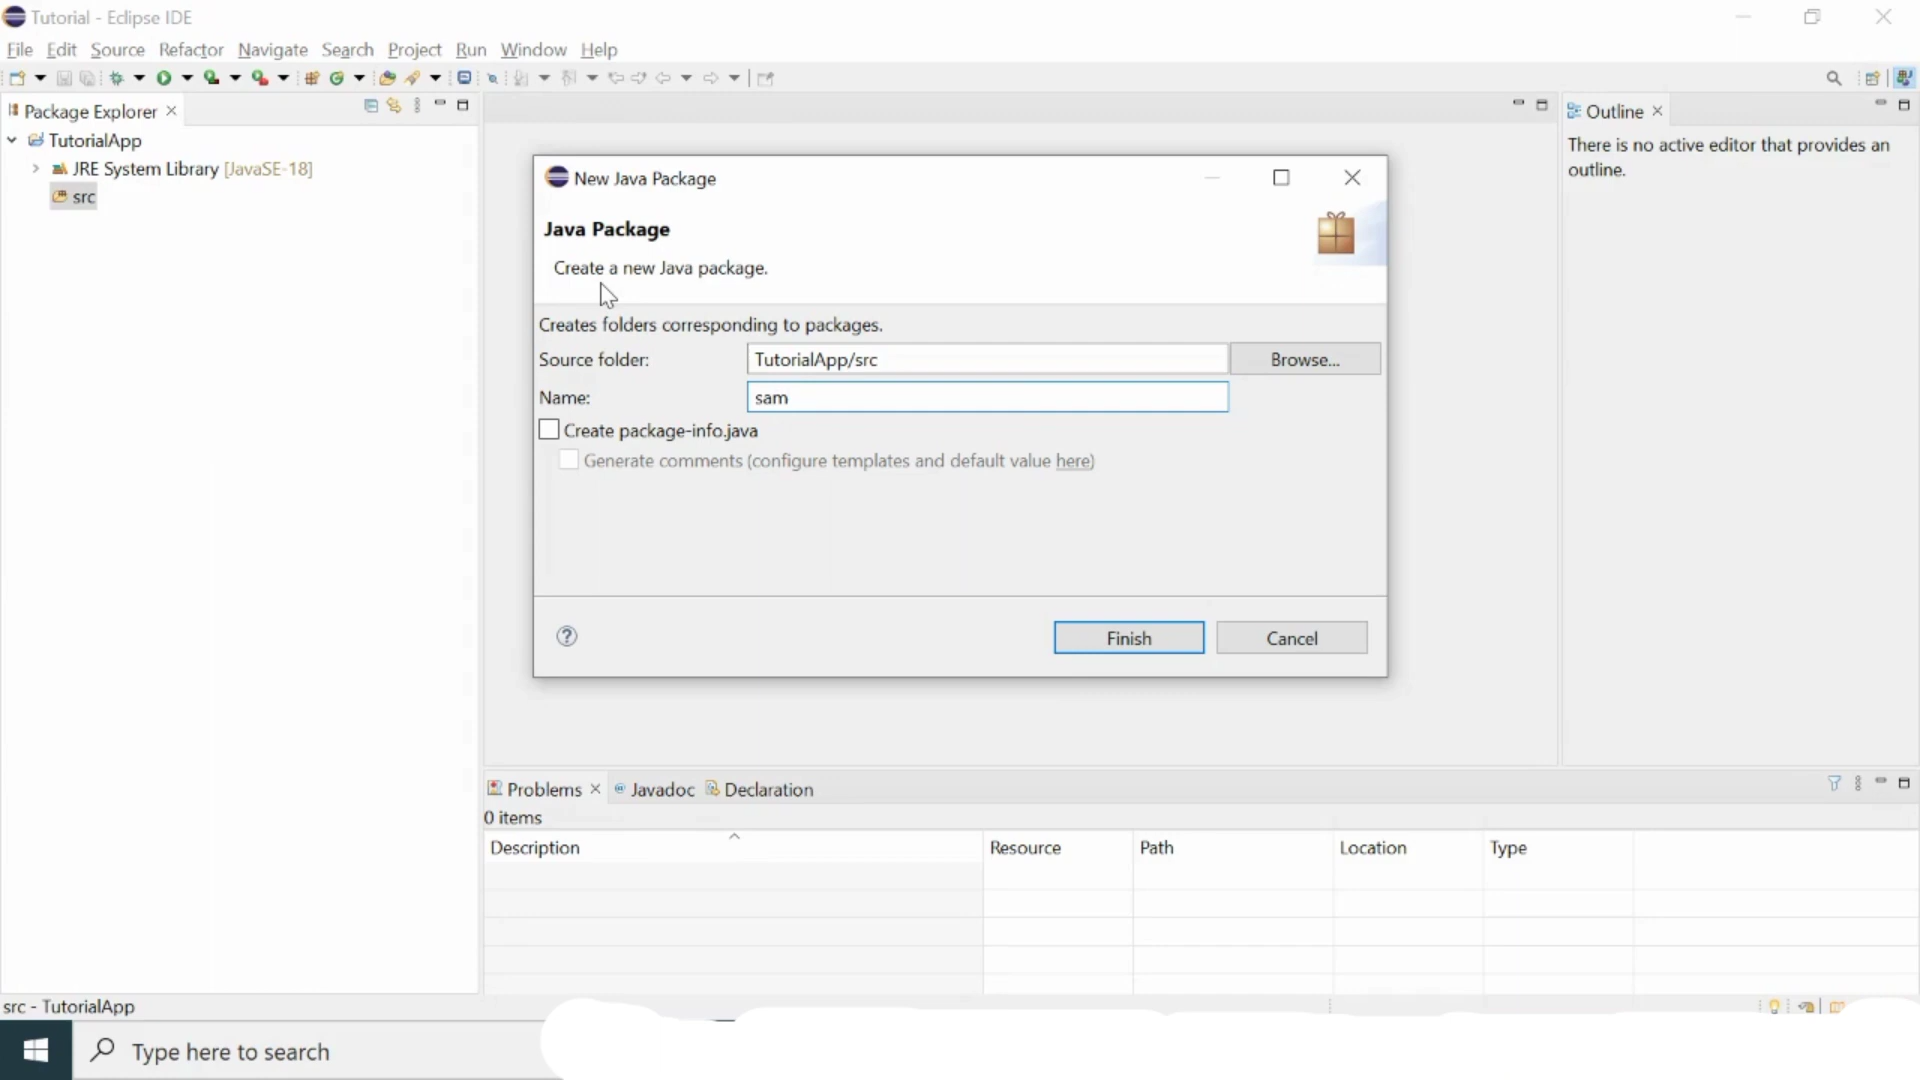 Tutorial - Eclipse IDE
File Edit Source Refactor Navigate Search Project Run Window Help
Package Explorer
Outline
TutorialApp
There is no active editor that provides an
outline.
JRE System Library [JavaSE-18]
src
New Java Package
Java Package
Create a new Java package.
Creates folders corresponding to packages.
Source folder: TutorialApp/src Browse...
Name: sam
Create package-info.java
Generate comments (configure templates and default value here)
Finish Cancel
Problems Javadoc Declaration
0 items
Description Resource Path Location Type
src - TutorialApp
Type here to search